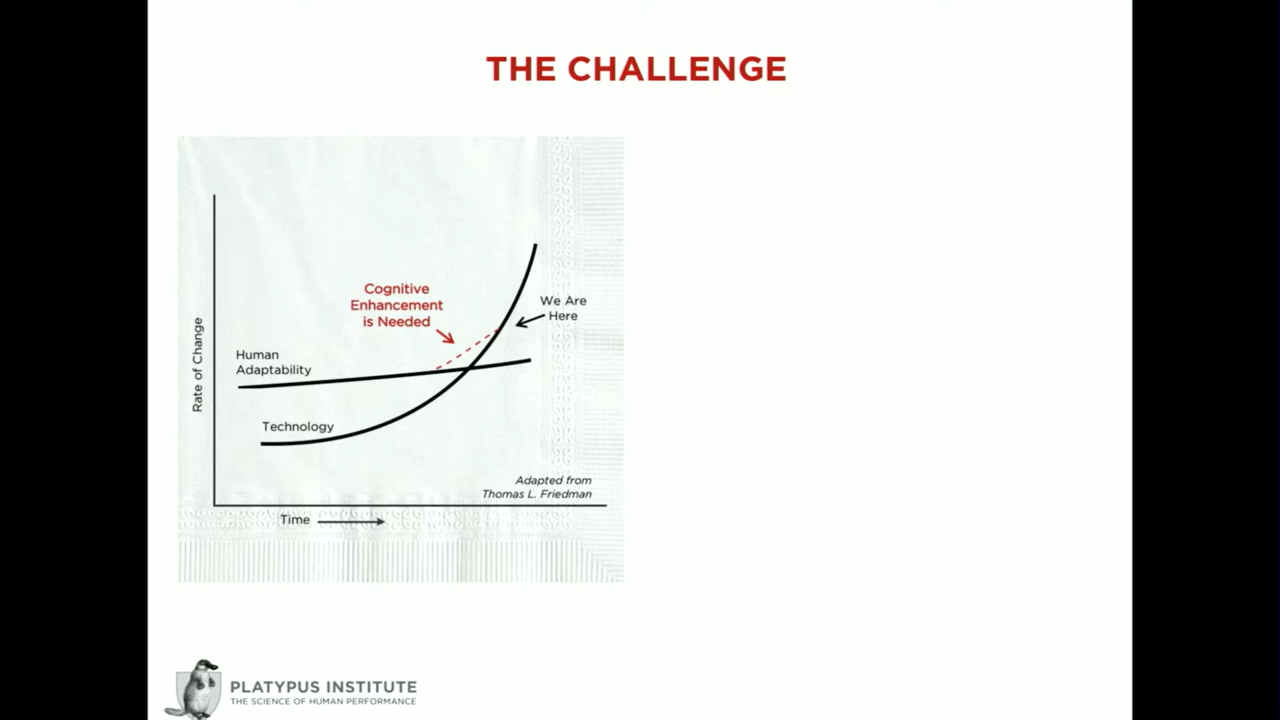 THE CHALLENGE
Cognitive
Enhancement
is Needed
We Are
Here
Human
Adaptability
Technology
Rate of Change
Adapted from
Thomas L. Friedman
Time
PLATYPUS INSTITUTE
THE SCIENCE OF HUMAN PERFORMANCE